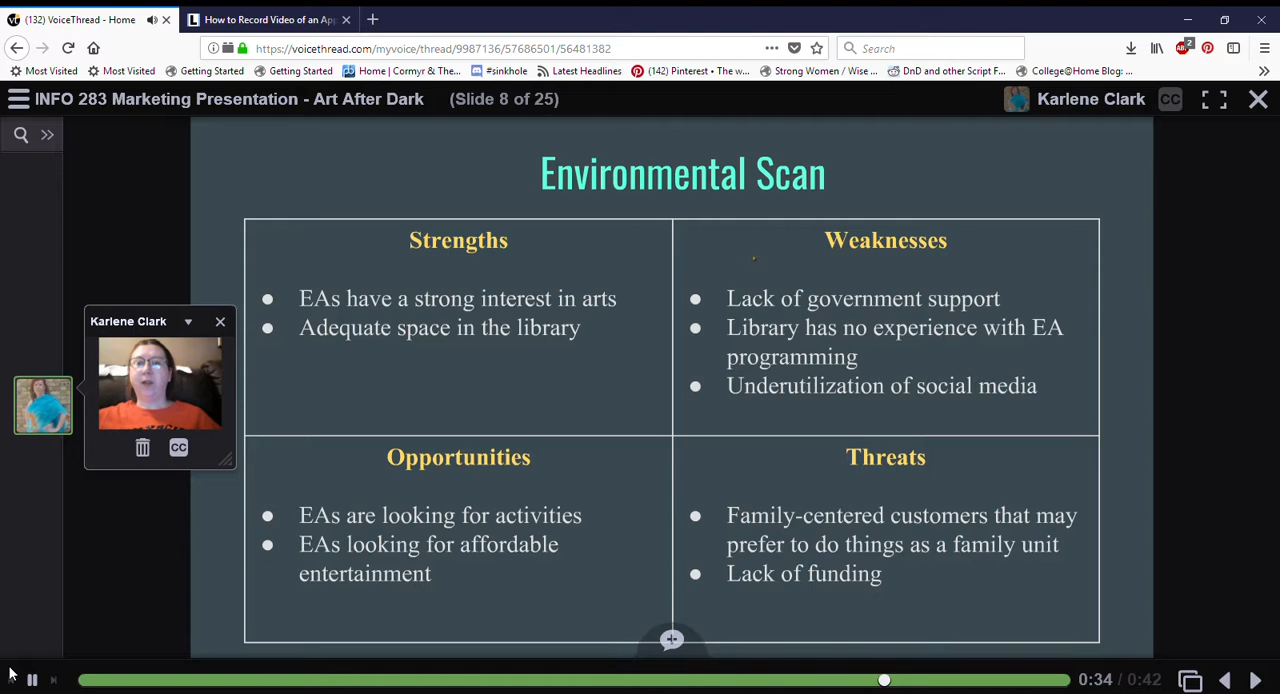 (132) VoiceThread - Home
How to Record Video of an App
https://voicethread.com/myvoice/thread/9987136/57686501/56481382
Search
2
Most Visited
Most Visited
Getting Started
Getting Started
Home | Cormyr & The...
#sinkhole
Latest Headlines
(142) Pinterest • The w...
Strong Women / Wise ...
DnD and other Script F...
College@Home Blog: ...
INFO 283 Marketing Presentation - Art After Dark (Slide 8 of 25)
Karlene Clark
CC
Environmental Scan
Strengths
● EAs have a strong interest in arts
● Adequate space in the library
Weaknesses
● Lack of government support
● Library has no experience with EA
programming
● Underutilization of social media
Karlene Clark
CC
Opportunities
● EAs are looking for activities
● EAs looking for affordable
entertainment
Threats
● Family-centered customers that may
prefer to do things as a family unit
● Lack of funding
0:34 / 0:42